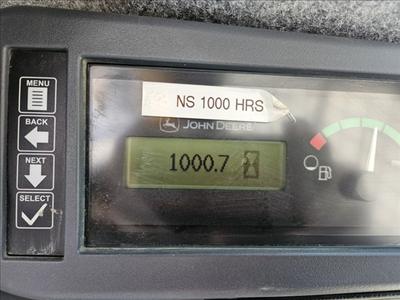 MENU
BACK
NEXT
SELECT
NS 1000 HRS
JOHN DEERE
1000.7